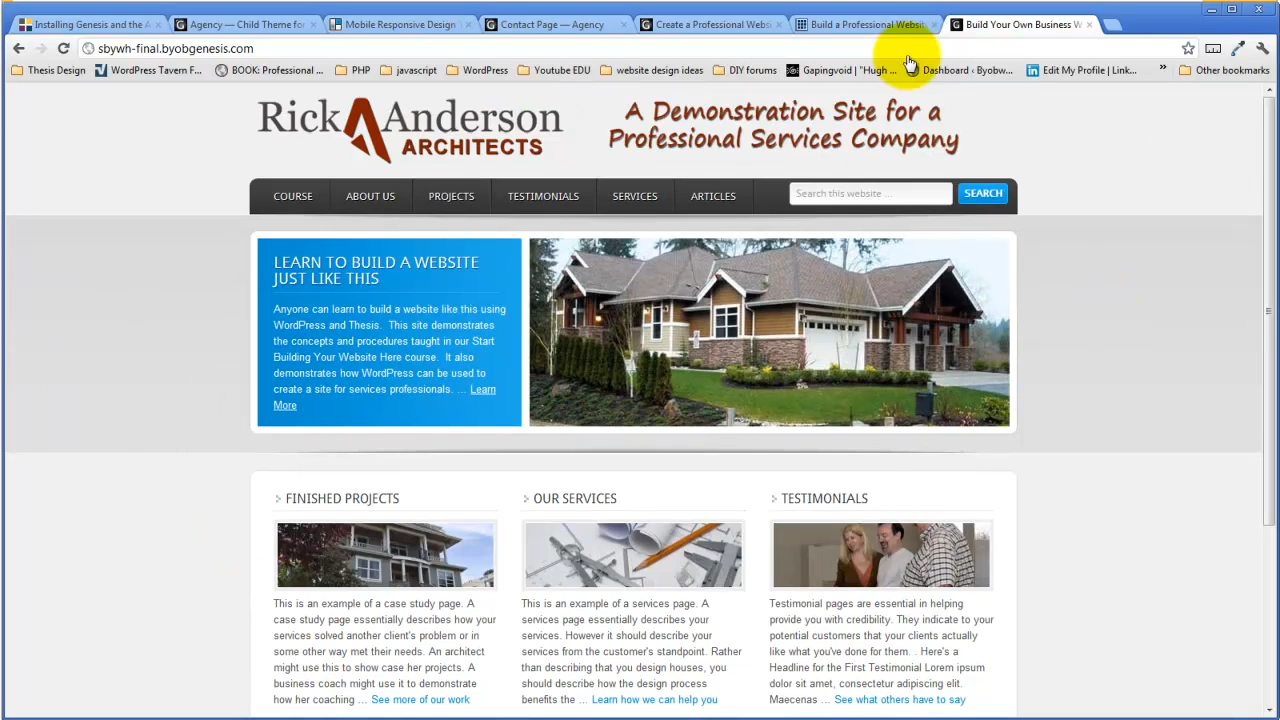 Installing Genesis and the A
Agency — Child Theme for
Mobile Responsive Design
Contact Page — Agency
Create a Professional Websi
Build a Professional Website
Build Your Own Business W
sbywh-final.byobgenesis.com
Thesis Design
WordPress Tavern F...
BOOK: Professional ...
PHP
javascript
WordPress
Youtube EDU
website design ideas
DIY forums
Gapingvoid | "Hugh ...
Dashboard ‹ Byobw...
Edit My Profile | Link...
»
Other bookmarks
Rick Anderson
ARCHITECTS
A Demonstration Site for a
Professional Services Company
COURSE
ABOUT US
PROJECTS
TESTIMONIALS
SERVICES
ARTICLES
Search this website ...
SEARCH
LEARN TO BUILD A WEBSITE
JUST LIKE THIS
Anyone can learn to build a website like this using
WordPress and Thesis. This site demonstrates
the concepts and procedures taught in our Start
Building Your Website Here course. It also
demonstrates how WordPress can be used to
create a site for services professionals. ... Learn
More
FINISHED PROJECTS
This is an example of a case study page. A
case study page essentially describes how your
services solved another client's problem or in
some other way met their needs. An architect
might use this to show case her projects. A
business coach might use it to demonstrate
how her coaching ... See more of our work
OUR SERVICES
This is an example of a services page. A
services page essentially describes your
services. However it should describe your
services from the customer's standpoint. Rather
than describing that you design houses, you
should describe how the design process
benefits the ... Learn how we can help you
TESTIMONIALS
Testimonial pages are essential in helping
provide you with credibility. They indicate to your
potential customers that your clients actually
like what you've done for them. . Here's a
Headline for the First Testimonial Lorem ipsum
dolor sit amet, consectetur adipiscing elit.
Maecenas ... See what others have to say